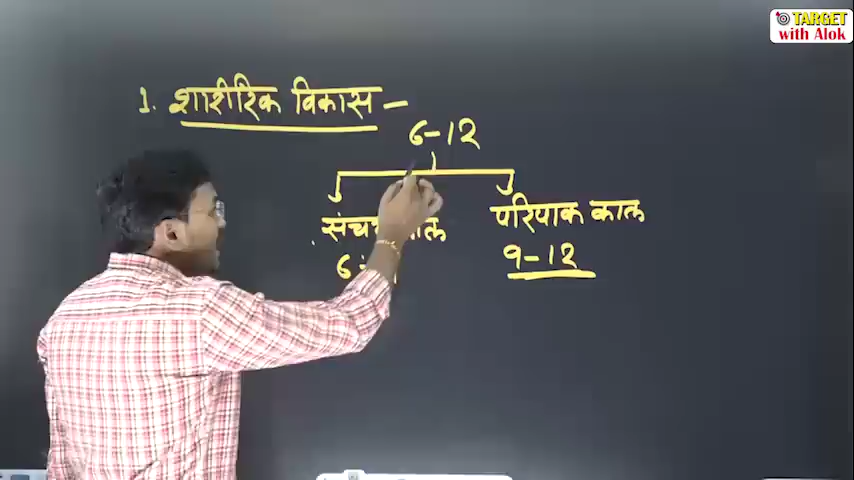 TARGET
with Alok
1. शारीरिक विकास –
6-12
परिपाक काल
9-12